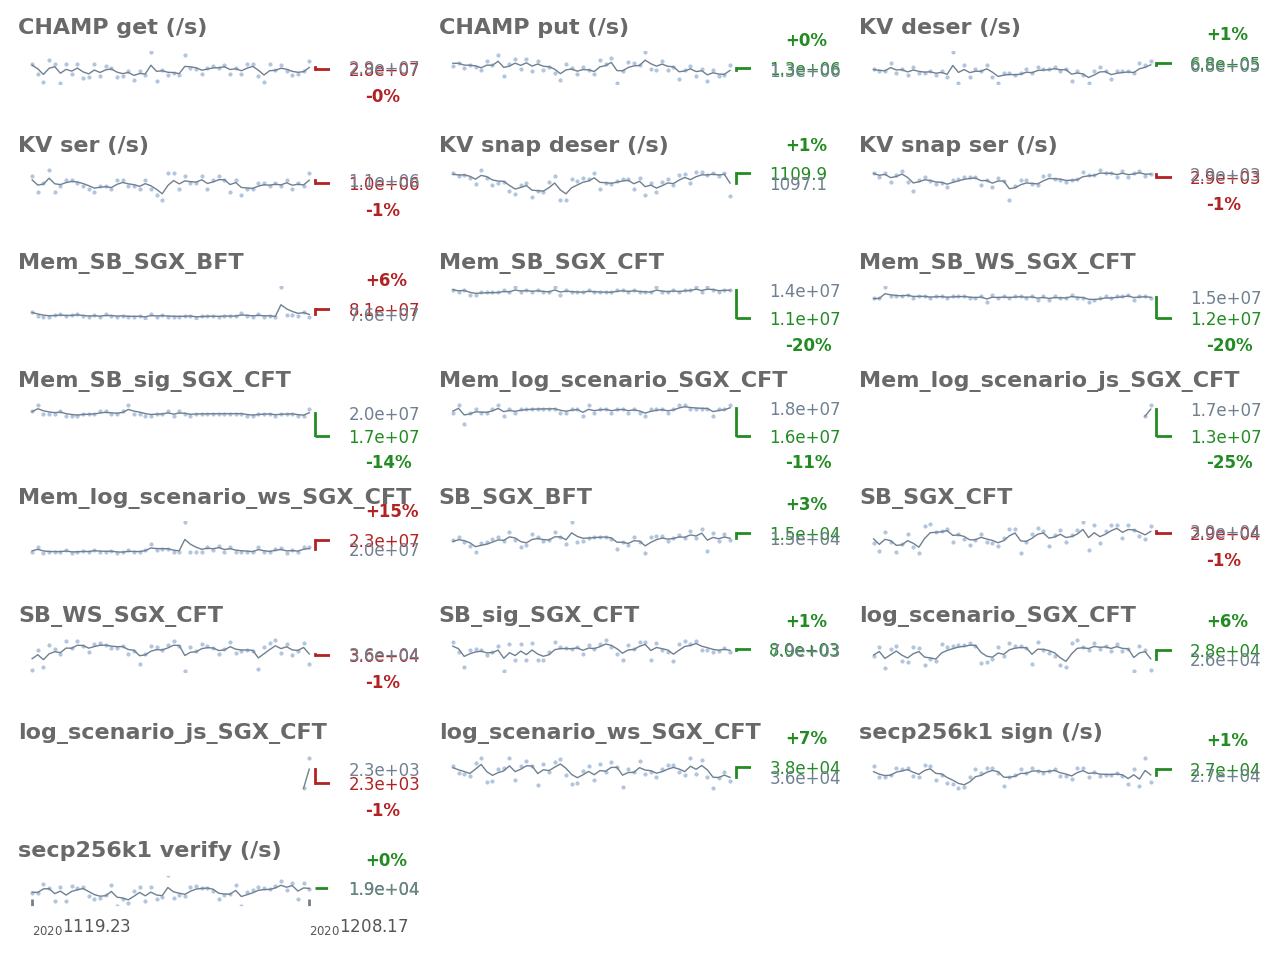 CHAMP get (/s)
2.8e+07
-0%
CHAMP put (/s)
+0%
1.3e+06
1.3e+06
KV deser (/s)
+1%
6.8e+05
KV ser (/s)
1.1e+06
1.0e+06
-1%
KV snap deser (/s)
+1%
1109.9
1097.1
KV snap ser (/s)
2.9e+03
2.9e+03
-1%
Mem_SB_SGX_BFT
+6%
8.1e+07
7.6e+07
Mem_SB_SGX_CFT
1.4e+07
1.1e+07
-20%
Mem_SB_WS_SGX_CFT
1.5e+07
1.2e+07
-20%
Mem_SB_sig_SGX_CFT
2.0e+07
1.7e+07
-14%
Mem_log_scenario_SGX_CFT
1.8e+07
1.6e+07
-11%
Mem_log_scenario_js_SGX_CFT
1.7e+07
1.3e+07
-25%
Mem_log_scenario_ws_SGX_CFT
+15%
2.3e+07
2.0e+07
SB_SGX_BFT
+3%
1.5e+04
1.5e+04
SB_SGX_CFT
2.9e+04
2.9e+04
-1%
SB_WS_SGX_CFT
3.6e+04
3.6e+04
-1%
SB_sig_SGX_CFT
+1%
8.0e+03
7.9e+03
log_scenario_SGX_CFT
+6%
2.8e+04
2.6e+04
log_scenario_js_SGX_CFT
2.3e+03
2.3e+03
-1%
log_scenario_ws_SGX_CFT
+7%
3.8e+04
3.6e+04
secp256k1 sign (/s)
+1%
2.7e+04
2.7e+04
secp256k1 verify (/s)
+0%
1.9e+04
1.9e+04
2020 1119.23
2020 1208.17